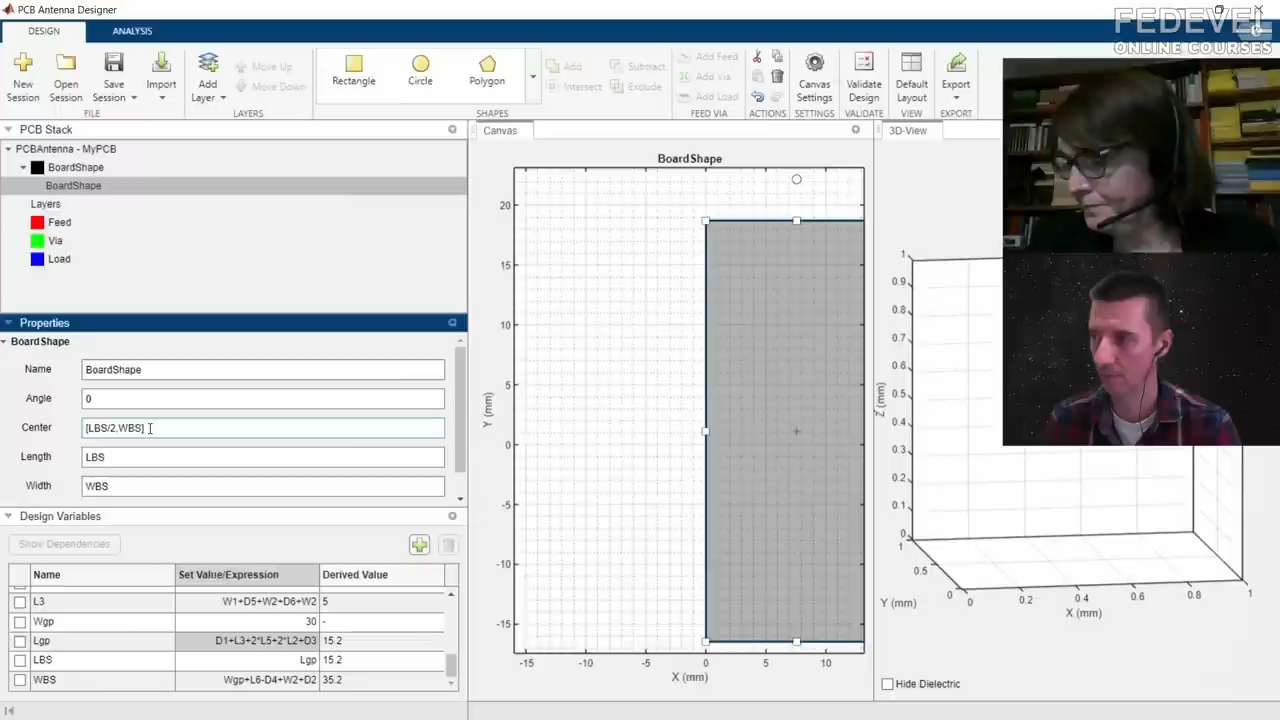 PCB Antenna Designer
FEDEVEL
ONLINE COURSES
DESIGN ANALYSIS
New Session
Open Session
Save Session
Import
FILE
Add Layer
Move Up
Move Down
LAYERS
Rectangle
Circle
Polygon
SHAPES
Add
Subtract
Intersect
Exclude
Add Feed
Add Via
Add Load
FEED VIA
ACTIONS
Canvas Settings
SETTINGS
Validate Design
VALIDATE
Default Layout
VIEW
Export
EXPORT
PCB Stack
PCBAntenna - MyPCB
BoardShape
BoardShape
Layers
Feed
Via
Load
Properties
BoardShape
Name BoardShape
Angle 0
Center [LBS/2,WBS]
Length LBS
Width WBS
Design Variables
Show Dependencies
Name Set Value/Expression Derived Value
L3 W1+D5+W2+D6+W2 5
Wgp 30 -
Lgp D1+L3+2*L5+2*L2+D3 15.2
LBS Lgp 15.2
WBS Wgp+L6-D4+W2+D2 35.2
Canvas
BoardShape
20
15
10
5
0
-5
-10
-15
Y (mm)
-15 -10 -5 0 5 10
X (mm)
3D-View
1
0.9
0.8
0.7
0.6
0.5
0.4
0.3
0.2
0.1
0
Z (mm)
1
0.5
0
Y (mm)
0 0.2 0.4 0.6 0.8 1
X (mm)
Hide Dielectric